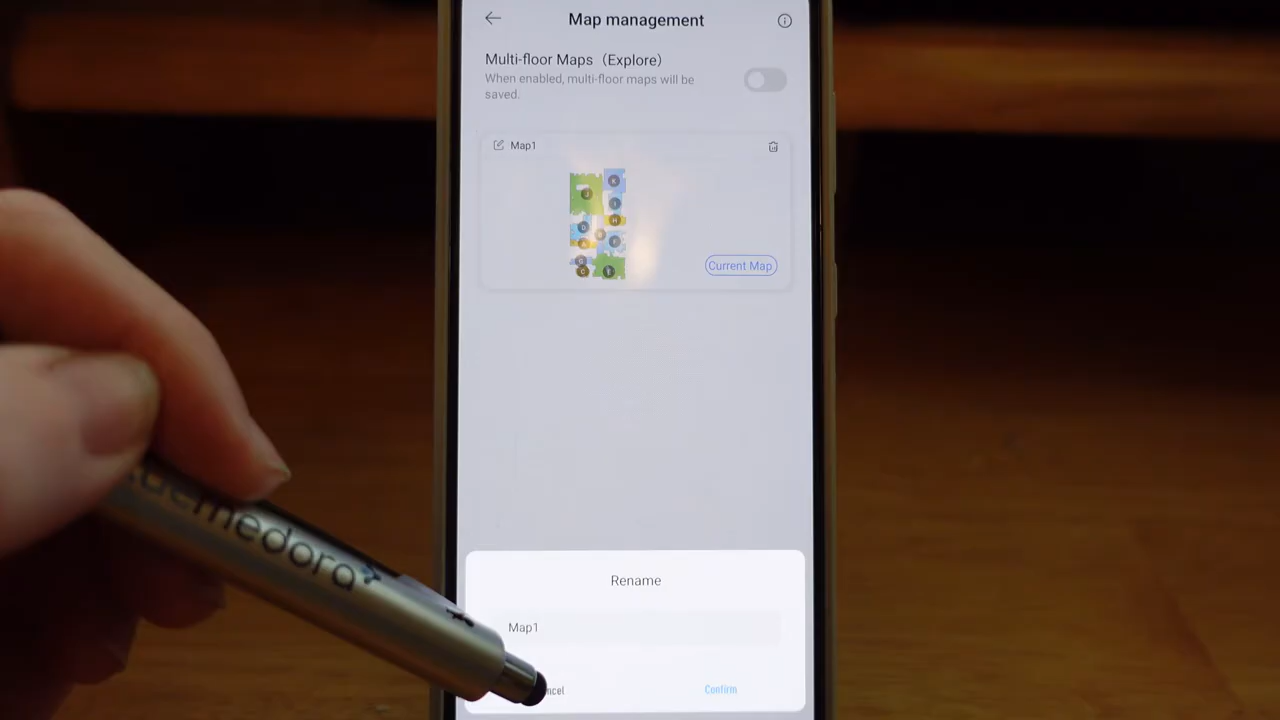 Map management
Multi-floor Maps（Explore）
When enabled, multi-floor maps will be
saved.
Map1
K
J
I
H
D
F
E
Current Map
Rename
Map1
Confirm